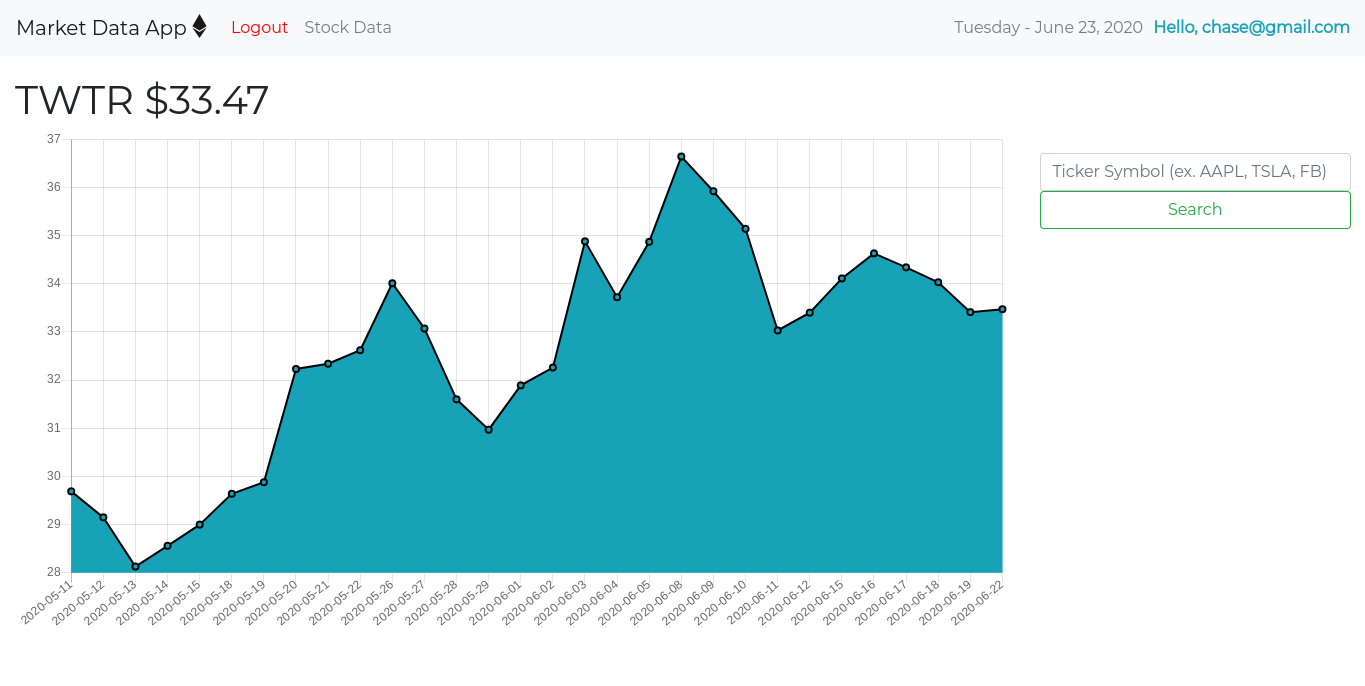 Market Data App Logout Stock Data Tuesday - June 23, 2020 Hello, chase@gmail.com
TWTR $33.47
37
36
35
34
33
32
31
30
29
28
2020-05-11 2020-05-12 2020-05-13 2020-05-14 2020-05-15 2020-05-18 2020-05-19 2020-05-20 2020-05-21 2020-05-22 2020-05-26 2020-05-27 2020-05-28 2020-05-29 2020-06-01 2020-06-02 2020-06-03 2020-06-04 2020-06-05 2020-06-08 2020-06-09 2020-06-10 2020-06-11 2020-06-12 2020-06-15 2020-06-16 2020-06-17 2020-06-18 2020-06-19 2020-06-22
Ticker Symbol (ex. AAPL, TSLA, FB)
Search